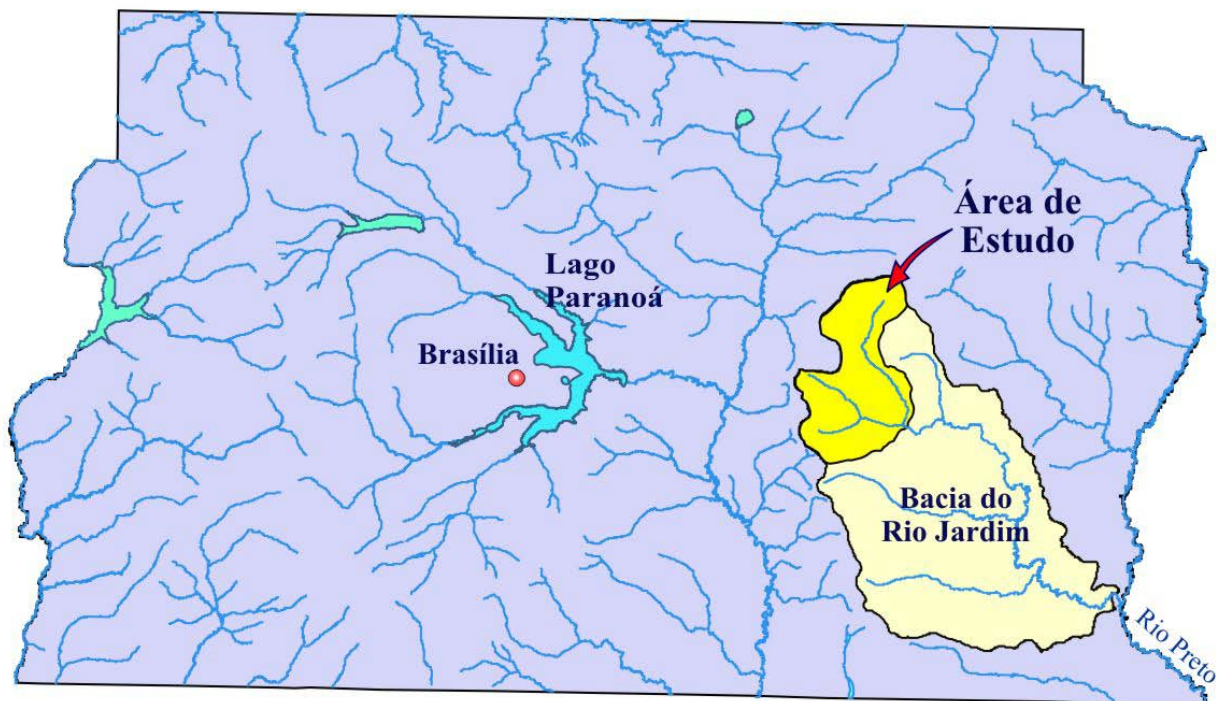 Área de
Estudo
Lago
Paranoá
Brasília
Bacia do
Rio Jardim
Rio Preto